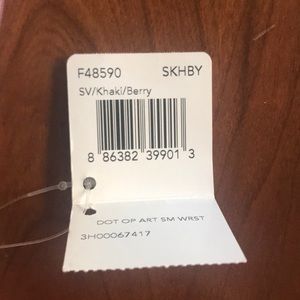 F48590 SKHBY
SV/Khaki/Berry
8 86382 39901 3
DOT OP ART SM WRST
3H00067417